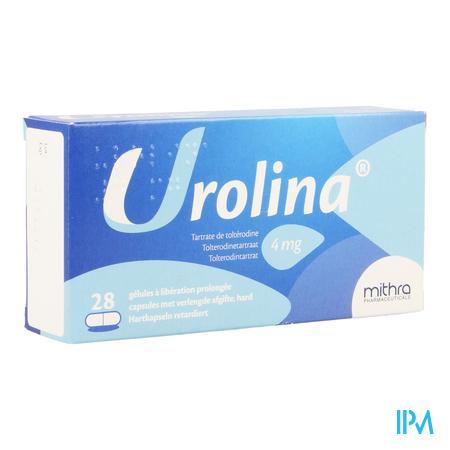 Urolina®
Tartrate de toltérodine
Tolterodinetartraat
Tolterodintartrat
4 mg
28
gélules à libération prolongée
capsules met verlengde afgifte, hard
Hartkapseln retardiert
mithra
PHARMACEUTICALS
IPM